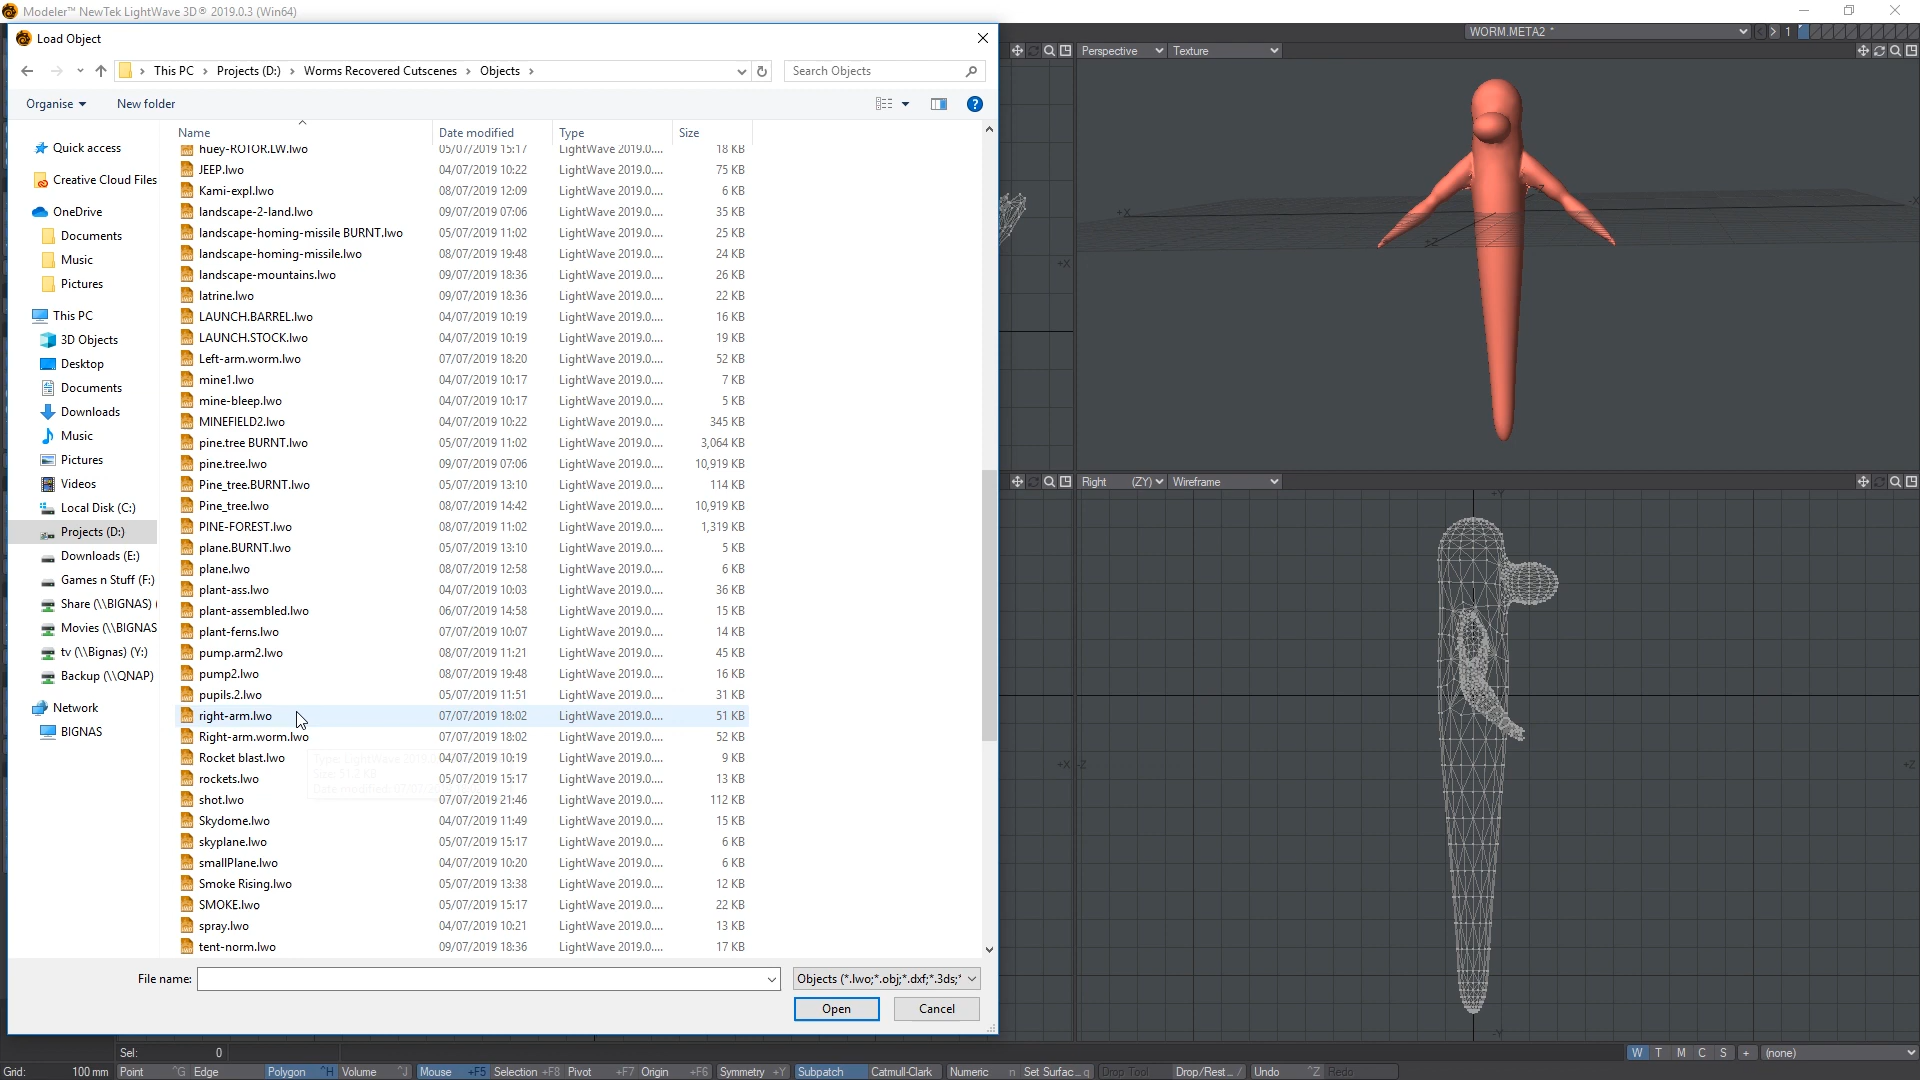 Modeler™ NewTek LightWave 3D® 2019.0.3 (Win64)
Load Object
This PC > Projects (D:) > Worms Recovered Cutscenes > Objects >
Search Objects
Organise
New folder
Name Date modified Type Size
Quick access
Creative Cloud Files
OneDrive
Documents
Music
Pictures
This PC
3D Objects
Desktop
Documents
Downloads
Music
Pictures
Videos
Local Disk (C:)
Projects (D:)
Downloads (E:)
Games n Stuff (F:)
Share (\\BIGNAS) (
Movies (\\BIGNAS
tv (\\Bignas) (Y:)
Backup (\\QNAP)
Network
BIGNAS
huey-ROTOR.LW.lwo 05/07/2019 15:17 LightWave 2019.0.... 18 KB
JEEP.lwo 04/07/2019 10:22 LightWave 2019.0.... 75 KB
Kami-expl.lwo 08/07/2019 12:09 LightWave 2019.0.... 6 KB
landscape-2-land.lwo 09/07/2019 07:06 LightWave 2019.0.... 35 KB
landscape-homing-missile BURNT.lwo 05/07/2019 11:02 LightWave 2019.0.... 25 KB
landscape-homing-missile.lwo 08/07/2019 19:48 LightWave 2019.0.... 24 KB
landscape-mountains.lwo 09/07/2019 18:36 LightWave 2019.0.... 26 KB
latrine.lwo 09/07/2019 18:36 LightWave 2019.0.... 22 KB
LAUNCH.BARREL.lwo 04/07/2019 10:19 LightWave 2019.0.... 16 KB
LAUNCH.STOCK.lwo 04/07/2019 10:19 LightWave 2019.0.... 19 KB
Left-arm.worm.lwo 07/07/2019 18:20 LightWave 2019.0.... 52 KB
mine1.lwo 04/07/2019 10:17 LightWave 2019.0.... 7 KB
mine-bleep.lwo 04/07/2019 10:17 LightWave 2019.0.... 5 KB
MINEFIELD2.lwo 04/07/2019 10:22 LightWave 2019.0.... 345 KB
pine.tree BURNT.lwo 05/07/2019 11:02 LightWave 2019.0.... 3,064 KB
pine.tree.lwo 09/07/2019 07:06 LightWave 2019.0.... 10,919 KB
Pine_tree.BURNT.lwo 05/07/2019 13:10 LightWave 2019.0.... 114 KB
Pine_tree.lwo 08/07/2019 14:42 LightWave 2019.0.... 10,919 KB
PINE-FOREST.lwo 08/07/2019 11:02 LightWave 2019.0.... 1,319 KB
plane.BURNT.lwo 05/07/2019 13:10 LightWave 2019.0.... 5 KB
plane.lwo 08/07/2019 12:58 LightWave 2019.0.... 6 KB
plant-ass.lwo 04/07/2019 10:03 LightWave 2019.0.... 36 KB
plant-assembled.lwo 06/07/2019 14:58 LightWave 2019.0.... 15 KB
plant-ferns.lwo 07/07/2019 10:07 LightWave 2019.0.... 14 KB
pump.arm2.lwo 08/07/2019 11:21 LightWave 2019.0.... 45 KB
pump2.lwo 08/07/2019 19:48 LightWave 2019.0.... 16 KB
pupils.2.lwo 05/07/2019 11:51 LightWave 2019.0.... 31 KB
right-arm.lwo 07/07/2019 18:02 LightWave 2019.0.... 51 KB
Right-arm.worm.lwo 07/07/2019 18:02 LightWave 2019.0.... 52 KB
Rocket blast.lwo 04/07/2019 10:19 LightWave 2019.0.... 9 KB
rockets.lwo 05/07/2019 15:17 LightWave 2019.0.... 13 KB
shot.lwo 07/07/2019 21:46 LightWave 2019.0.... 112 KB
Skydome.lwo 04/07/2019 11:49 LightWave 2019.0.... 15 KB
skyplane.lwo 05/07/2019 15:17 LightWave 2019.0.... 6 KB
smallPlane.lwo 04/07/2019 10:20 LightWave 2019.0.... 6 KB
Smoke Rising.lwo 05/07/2019 13:38 LightWave 2019.0.... 12 KB
SMOKE.lwo 05/07/2019 15:17 LightWave 2019.0.... 22 KB
spray.lwo 04/07/2019 10:21 LightWave 2019.0.... 13 KB
tent-norm.lwo 09/07/2019 18:36 LightWave 2019.0.... 17 KB
File name:
Objects (*.lwo;*.obj;*.dxf;*.3ds;*
Open
Cancel
WORM.META2 *
1
Perspective Texture
Right (ZY) Wireframe
Sel: 0
W T M C S + (none)
Grid: 100 mm Point ^G Edge Polygon ^H Volume ^J Mouse +F5 Selection +F8 Pivot +F7 Origin +F6 Symmetry +Y Subpatch Catmull-Clark Numeric n Set Surfac... q Drop Tool Drop/Rest... / Undo ^Z Redo